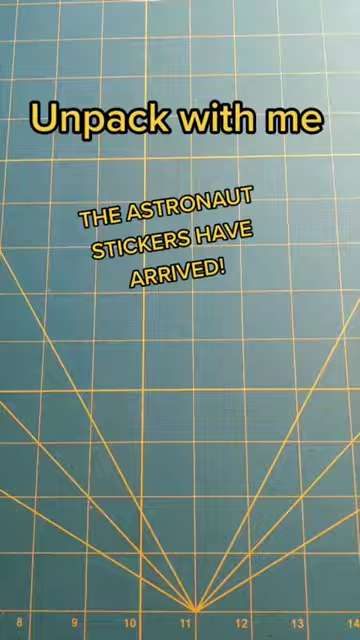 Unpack with me
THE ASTRONAUT
STICKERS HAVE
ARRIVED!
8 9 10 11 12 13 14